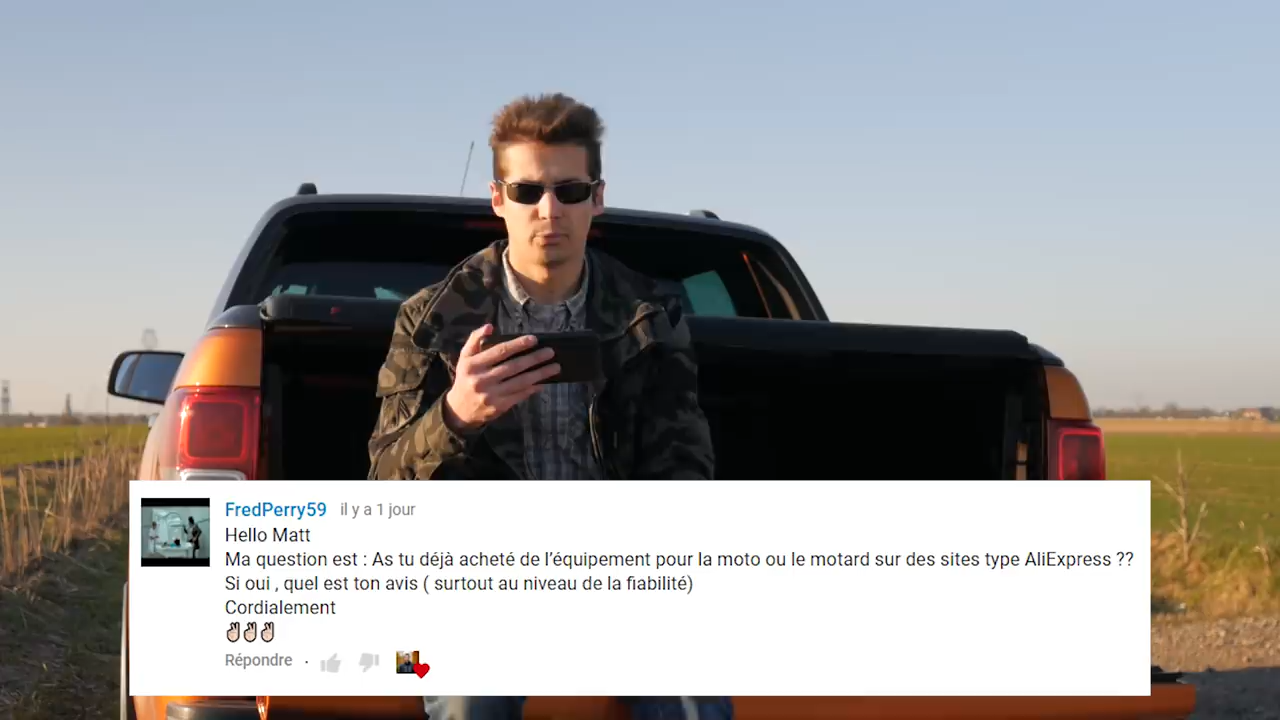 FredPerry59 il y a 1 jour
Hello Matt
Ma question est : As tu déjà acheté de l'équipement pour la moto ou le motard sur des sites type AliExpress ??
Si oui , quel est ton avis ( surtout au niveau de la fiabilité)
Cordialement
✌🏻✌🏻✌🏻
Répondre ·